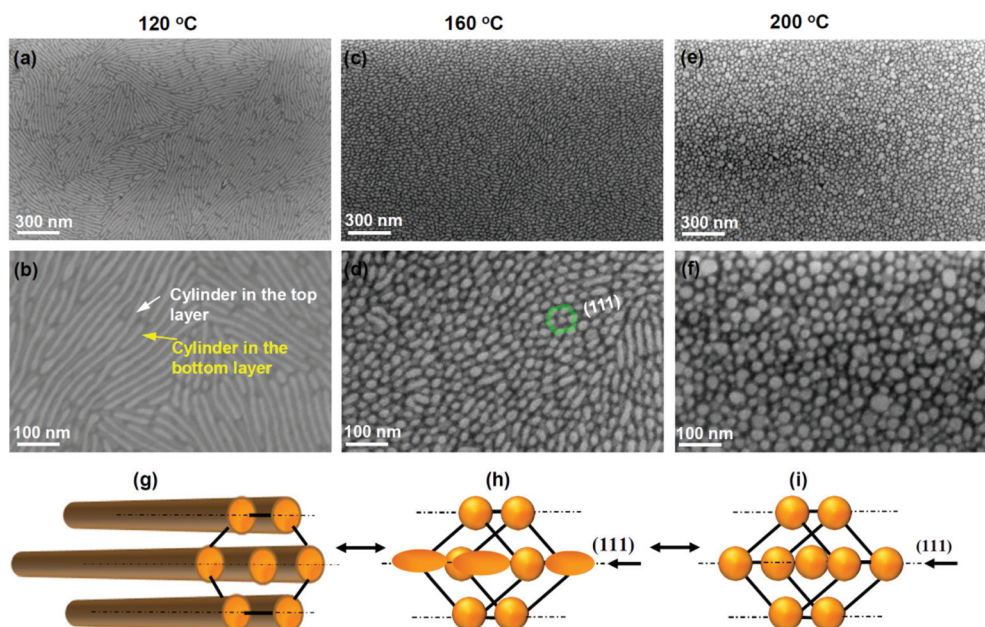 120 °C
160 °C
200 °C
(a)
(c)
(e)
300 nm
300 nm
300 nm
(b)
(d)
(f)
Cylinder in the top
layer
Cylinder in the
bottom layer
(111)
100 nm
100 nm
100 nm
(g)
(h)
(i)
(111)
(111)